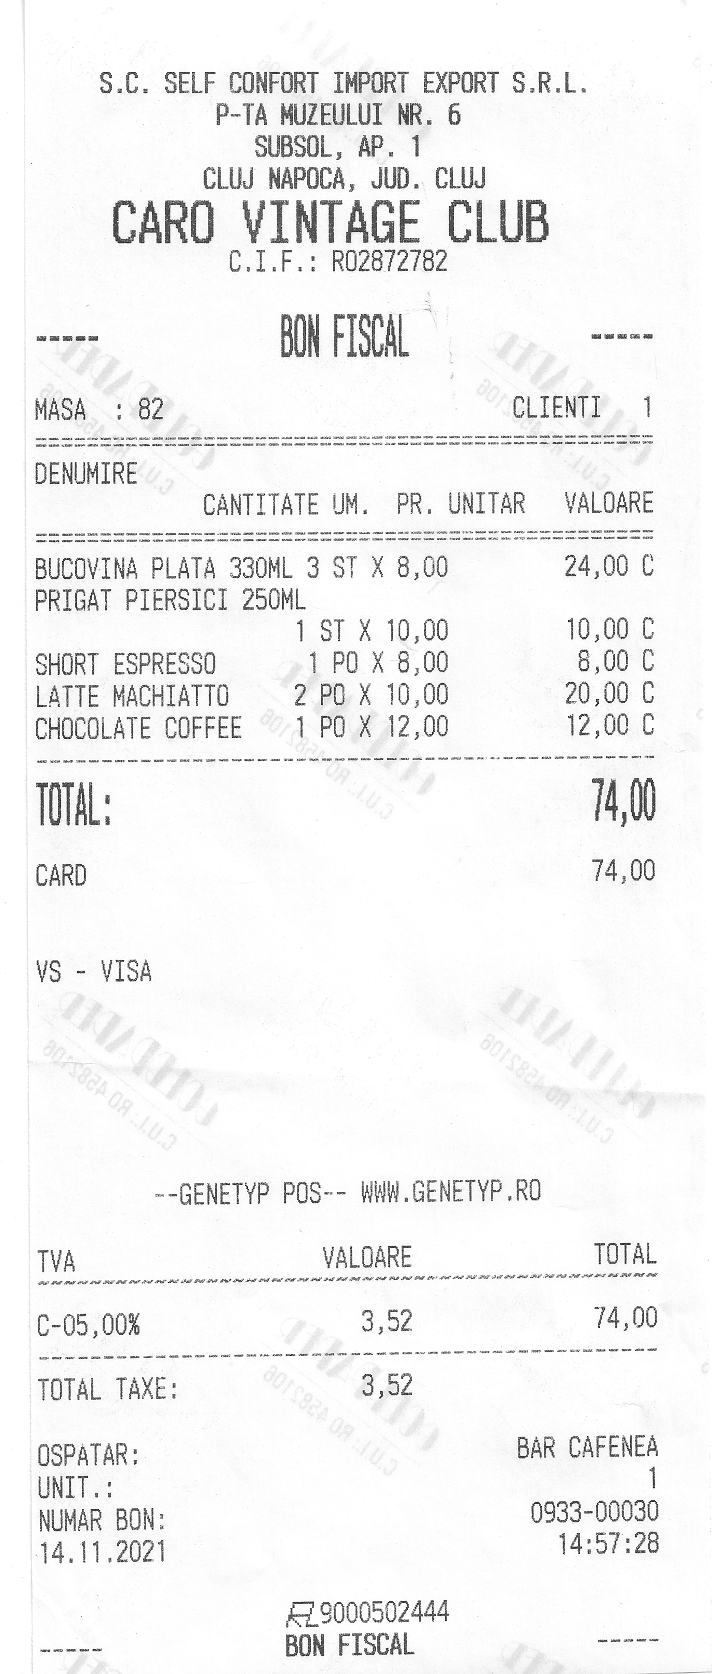 S.C. SELF CONFORT IMPORT EXPORT S.R.L.
P-TA MUZEULUI NR. 6
SUBSOL, AP. 1
CLUJ NAPOCA, JUD. CLUJ
CARO VINTAGE CLUB
C.I.F.: RO2872782
----- BON FISCAL -----
MASA : 82 CLIENTI 1
DENUMIRE
CANTITATE UM. PR. UNITAR VALOARE
BUCOVINA PLATA 330ML 3 ST X 8,00 24,00 C
PRIGAT PIERSICI 250ML
1 ST X 10,00 10,00 C
SHORT ESPRESSO 1 PO X 8,00 8,00 C
LATTE MACHIATTO 2 PO X 10,00 20,00 C
CHOCOLATE COFFEE 1 PO X 12,00 12,00 C
TOTAL: 74,00
CARD 74,00
VS - VISA
--GENETYP POS-- WWW.GENETYP.RO
TVA VALOARE TOTAL
C-05,00% 3,52 74,00
TOTAL TAXE: 3,52
OSPATAR: BAR CAFENEA
UNIT.: 1
NUMAR BON: 0933-00030
14.11.2021 14:57:28
9000502444
----- BON FISCAL -----